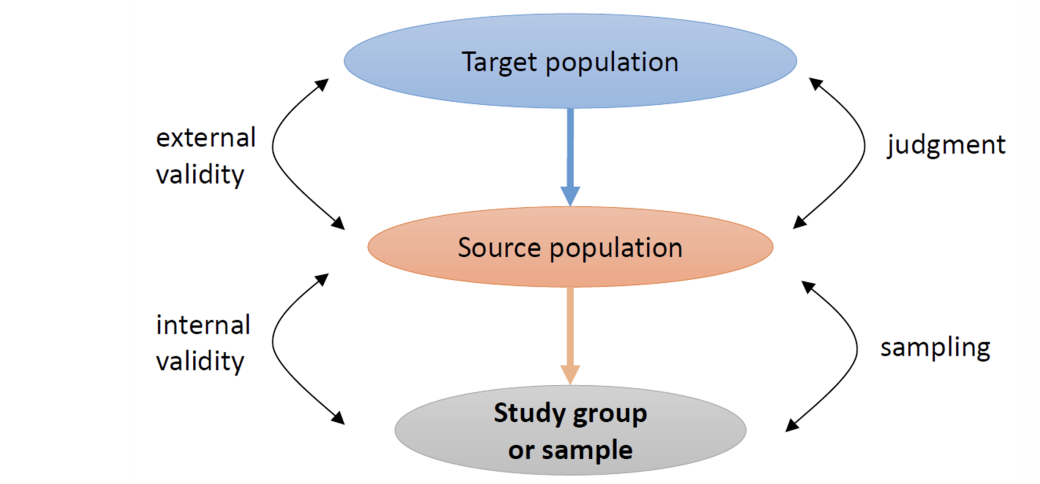 Target population
external
validity
judgment
Source population
internal
validity
sampling
Study group
or sample